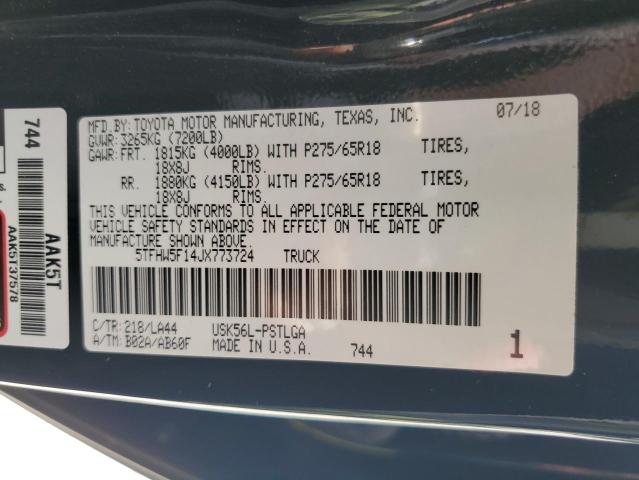 MFD.BY: TOYOTA MOTOR MANUFACTURING, TEXAS, INC. 07/18
GVWR: 3265KG (7200LB)
GAWR: FRT. 1815KG (4000LB) WITH P275/65R18 TIRES,
18X8J RIMS.
RR. 1880KG (4150LB) WITH P275/65R18 TIRES,
18X8J RIMS.
THIS VEHICLE CONFORMS TO ALL APPLICABLE FEDERAL MOTOR
VEHICLE SAFETY STANDARDS IN EFFECT ON THE DATE OF
MANUFACTURE SHOWN ABOVE.
5TFHW5F14JX773724 TRUCK
C/TR: 218/LA44 USK56L-PSTLGA
A/TM: B02A/AB60F MADE IN U.S.A. 744 1
744
AAK5T
AAK5T37578